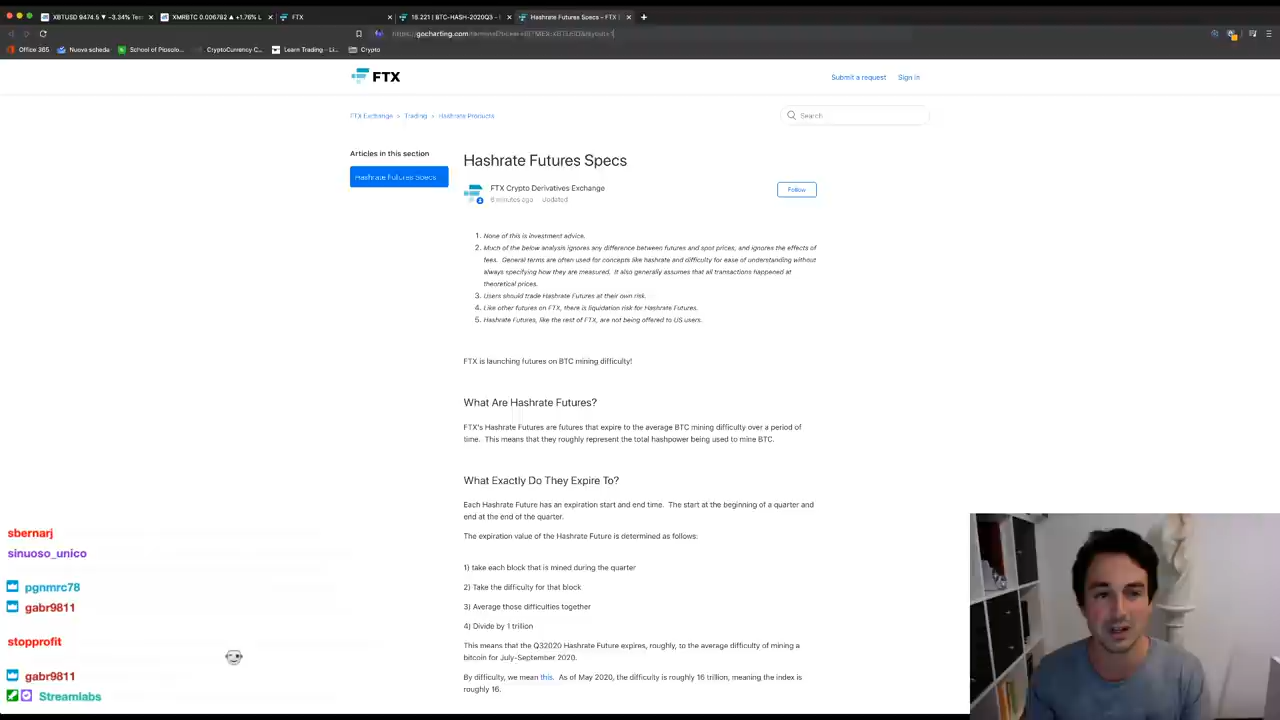 XBTUSD 9474.5 ▼ −3.34% Tem
XMRBTC 0.006782 ▲ +1.76% L
FTX
16.221 | BTC-HASH-2020Q3 –
Hashrate Futures Specs – FTX
Office 365
Nuova scheda
School of Picsolo...
CryptoCurrency C...
Learn Trading - Li...
Crypto
FTX
Submit a request
Sign in
FTX Exchange > Trading > Hashrate Products
Search
Articles in this section
Hashrate Futures Specs
Hashrate Futures Specs
FTX Crypto Derivatives Exchange
6 minutes ago Updated
Follow
1. None of this is investment advice.
2. Much of the below analysis ignores any difference between futures and spot prices, and ignores the effects of
fees. General terms are often used for concepts like hashrate and difficulty for ease of understanding without
always specifying how they are measured. It also generally assumes that all transactions happened at
theoretical prices.
3. Users should trade Hashrate Futures at their own risk.
4. Like other futures on FTX, there is liquidation risk for Hashrate Futures.
5. Hashrate Futures, like the rest of FTX, are not being offered to US users.
FTX is launching futures on BTC mining difficulty!
What Are Hashrate Futures?
FTX's Hashrate Futures are futures that expire to the average BTC mining difficulty over a period of
time. This means that they roughly represent the total hashpower being used to mine BTC.
What Exactly Do They Expire To?
Each Hashrate Future has an expiration start and end time. The start at the beginning of a quarter and
end at the end of the quarter.
The expiration value of the Hashrate Future is determined as follows:
1) take each block that is mined during the quarter
2) Take the difficulty for that block
3) Average those difficulties together
4) Divide by 1 trillion
This means that the Q32020 Hashrate Future expires, roughly, to the average difficulty of mining a
bitcoin for July-September 2020.
By difficulty, we mean this. As of May 2020, the difficulty is roughly 16 trillion, meaning the index is
roughly 16.
sbernarj
sinuoso_unico
pgnmrc78
gabr9811
stopprofit
gabr9811
Streamlabs